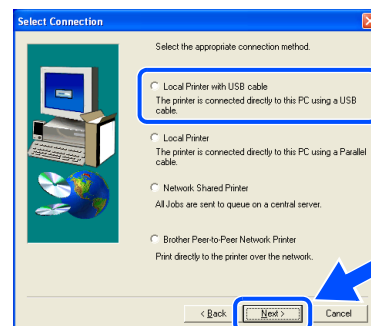 Select Connection
Select the appropriate connection method.
Local Printer with USB cable
The printer is connected directly to this PC using a USB
cable.
Local Printer
The printer is connected directly to this PC using a Parallel
cable.
Network Shared Printer
All Jobs are sent to queue on a central server.
Brother Peer-to-Peer Network Printer
Print directly to the printer over the network.
< Back Next > Cancel